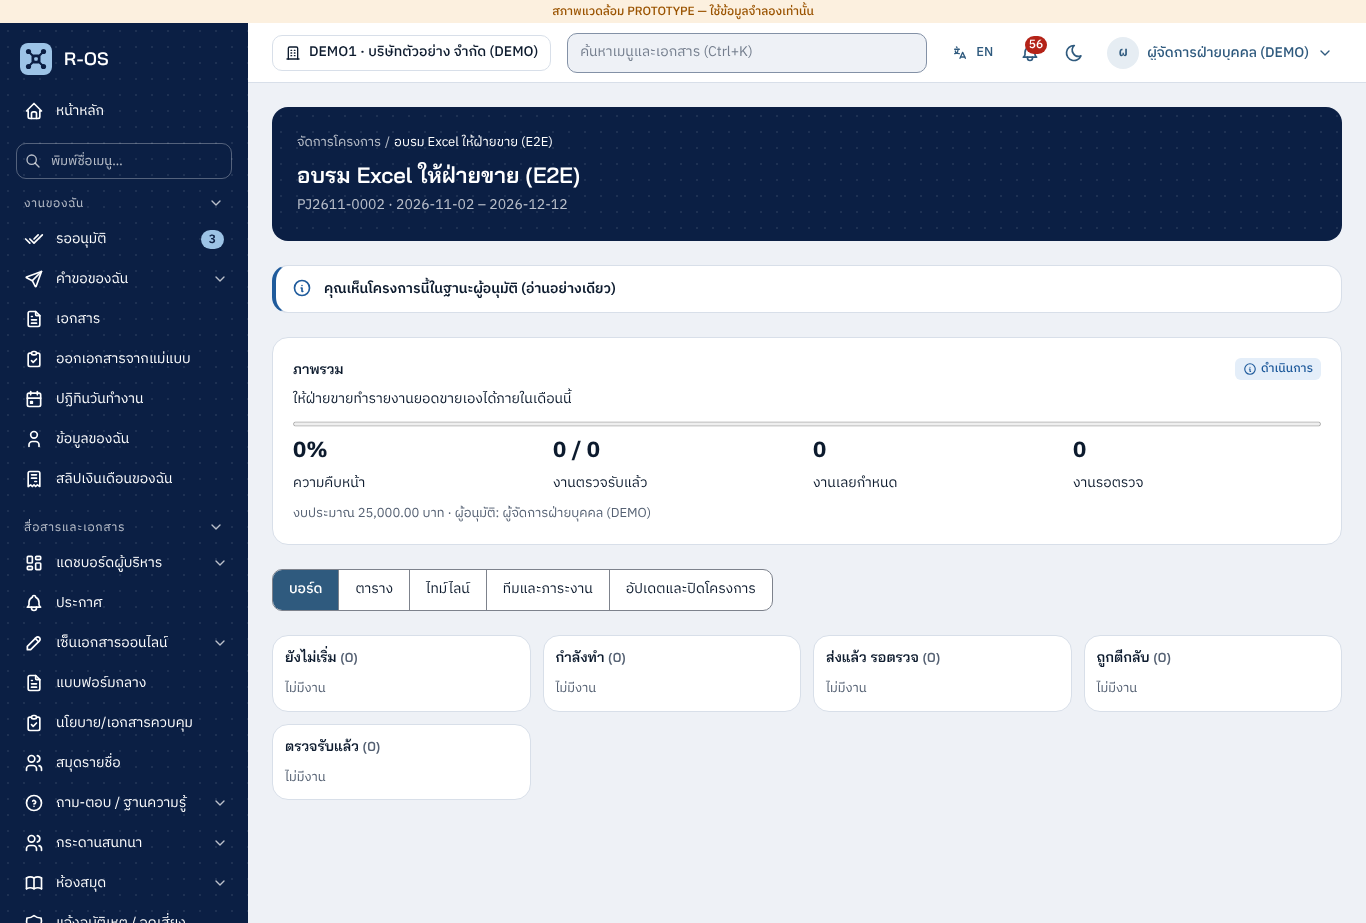 สภาพแวดล้อม PROTOTYPE — ใช้ข้อมูลจำลองเท่านั้น
R-OS
DEMO1 · บริษัทตัวอย่าง จำกัด (DEMO)
ค้นหาเมนูและเอกสาร (Ctrl+K)
EN
56
ผ
ผู้จัดการฝ่ายบุคคล (DEMO)
หน้าหลัก
พิมพ์ชื่อเมนู...
งานของฉัน
รออนุมัติ 3
คำขอของฉัน
เอกสาร
ออกเอกสารจากแม่แบบ
ปฏิทินวันทำงาน
ข้อมูลของฉัน
สลิปเงินเดือนของฉัน
สื่อสารและเอกสาร
แดชบอร์ดผู้บริหาร
ประกาศ
เซ็นเอกสารออนไลน์
แบบฟอร์มกลาง
นโยบาย/เอกสารควบคุม
สมุดรายชื่อ
ถาม-ตอบ / ฐานความรู้
กระดานสนทนา
ห้องสมุด
จัดการโครงการ / อบรม Excel ให้ฝ่ายขาย (E2E)
อบรม Excel ให้ฝ่ายขาย (E2E)
PJ2611-0002 · 2026-11-02 – 2026-12-12
คุณเห็นโครงการนี้ในฐานะผู้อนุมัติ (อ่านอย่างเดียว)
ภาพรวม
ดำเนินการ
ให้ฝ่ายขายทำรายงานยอดขายเองได้ภายในเดือนนี้
0% 0 / 0 0 0
ความคืบหน้า งานตรวจรับแล้ว งานเลยกำหนด งานรอตรวจ
งบประมาณ 25,000.00 บาท · ผู้อนุมัติ: ผู้จัดการฝ่ายบุคคล (DEMO)
บอร์ด ตาราง ไทม์ไลน์ ทีมและภาระงาน อัปเดตและปิดโครงการ
ยังไม่เริ่ม (0)
ไม่มีงาน
กำลังทำ (0)
ไม่มีงาน
ส่งแล้ว รอตรวจ (0)
ไม่มีงาน
ถูกตีกลับ (0)
ไม่มีงาน
ตรวจรับแล้ว (0)
ไม่มีงาน